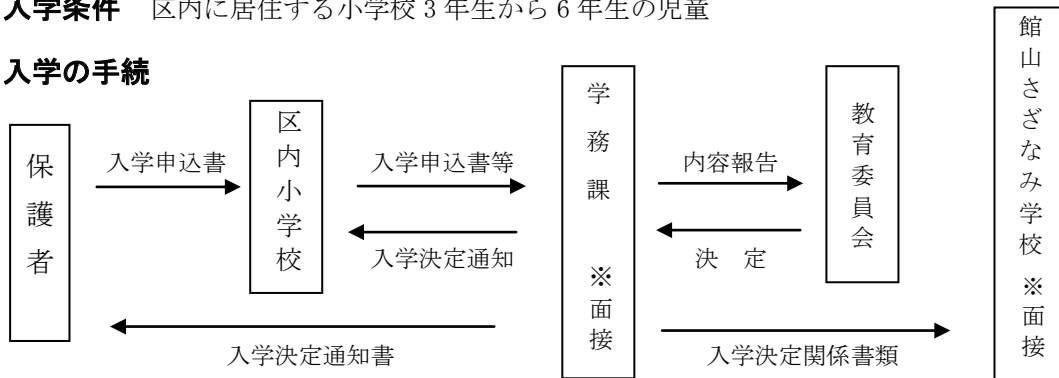 入学条件　区内に居住する小学校3年生から6年生の児童
入学の手続
保護者
入学申込書
区内小学校
入学申込書等
入学決定通知
学務課　※面接
内容報告
決　定
教育委員会
館山さざなみ学校　※面接
入学決定通知書
入学決定関係書類